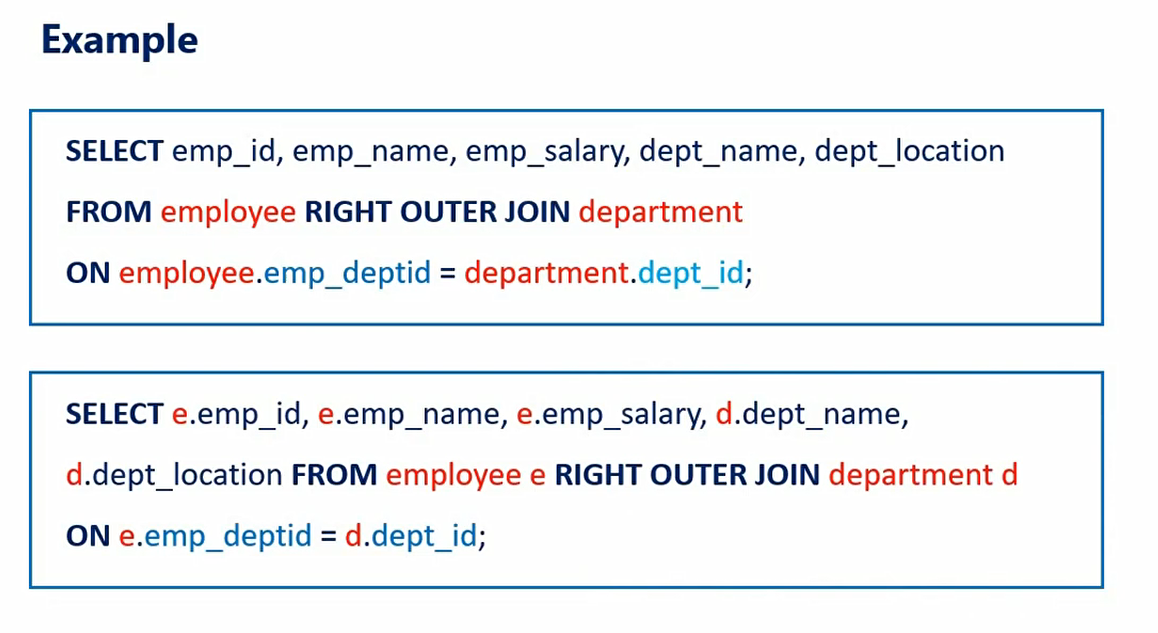 Example
SELECT emp_id, emp_name, emp_salary, dept_name, dept_location
FROM employee RIGHT OUTER JOIN department
ON employee.emp_deptid = department.dept_id;
SELECT e.emp_id, e.emp_name, e.emp_salary, d.dept_name,
d.dept_location FROM employee e RIGHT OUTER JOIN department d
ON e.emp_deptid = d.dept_id;